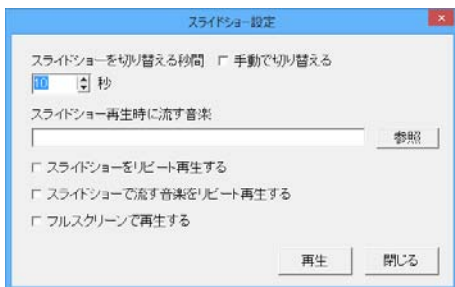 スライドショー設定
スライドショーを切り替える秒間 手動で切り替える
10 秒
スライドショー再生時に流す音楽
参照
スライドショーをリピート再生する
スライドショーで流す音楽をリピート再生する
フルスクリーンで再生する
再生 閉じる